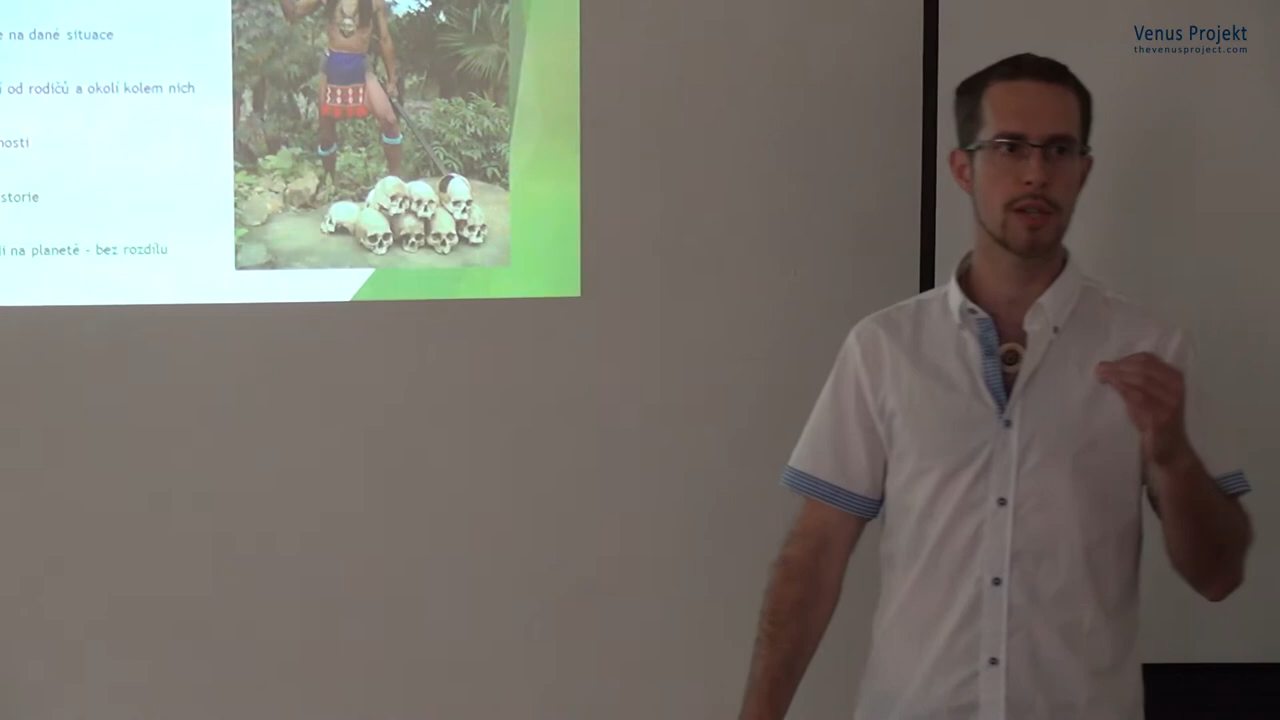 e na dané situace
í od rodičů a okolí kolem nich
nosti
storie
i na planetě - bez rozdílu
Venus Projekt
thevenusproject.com